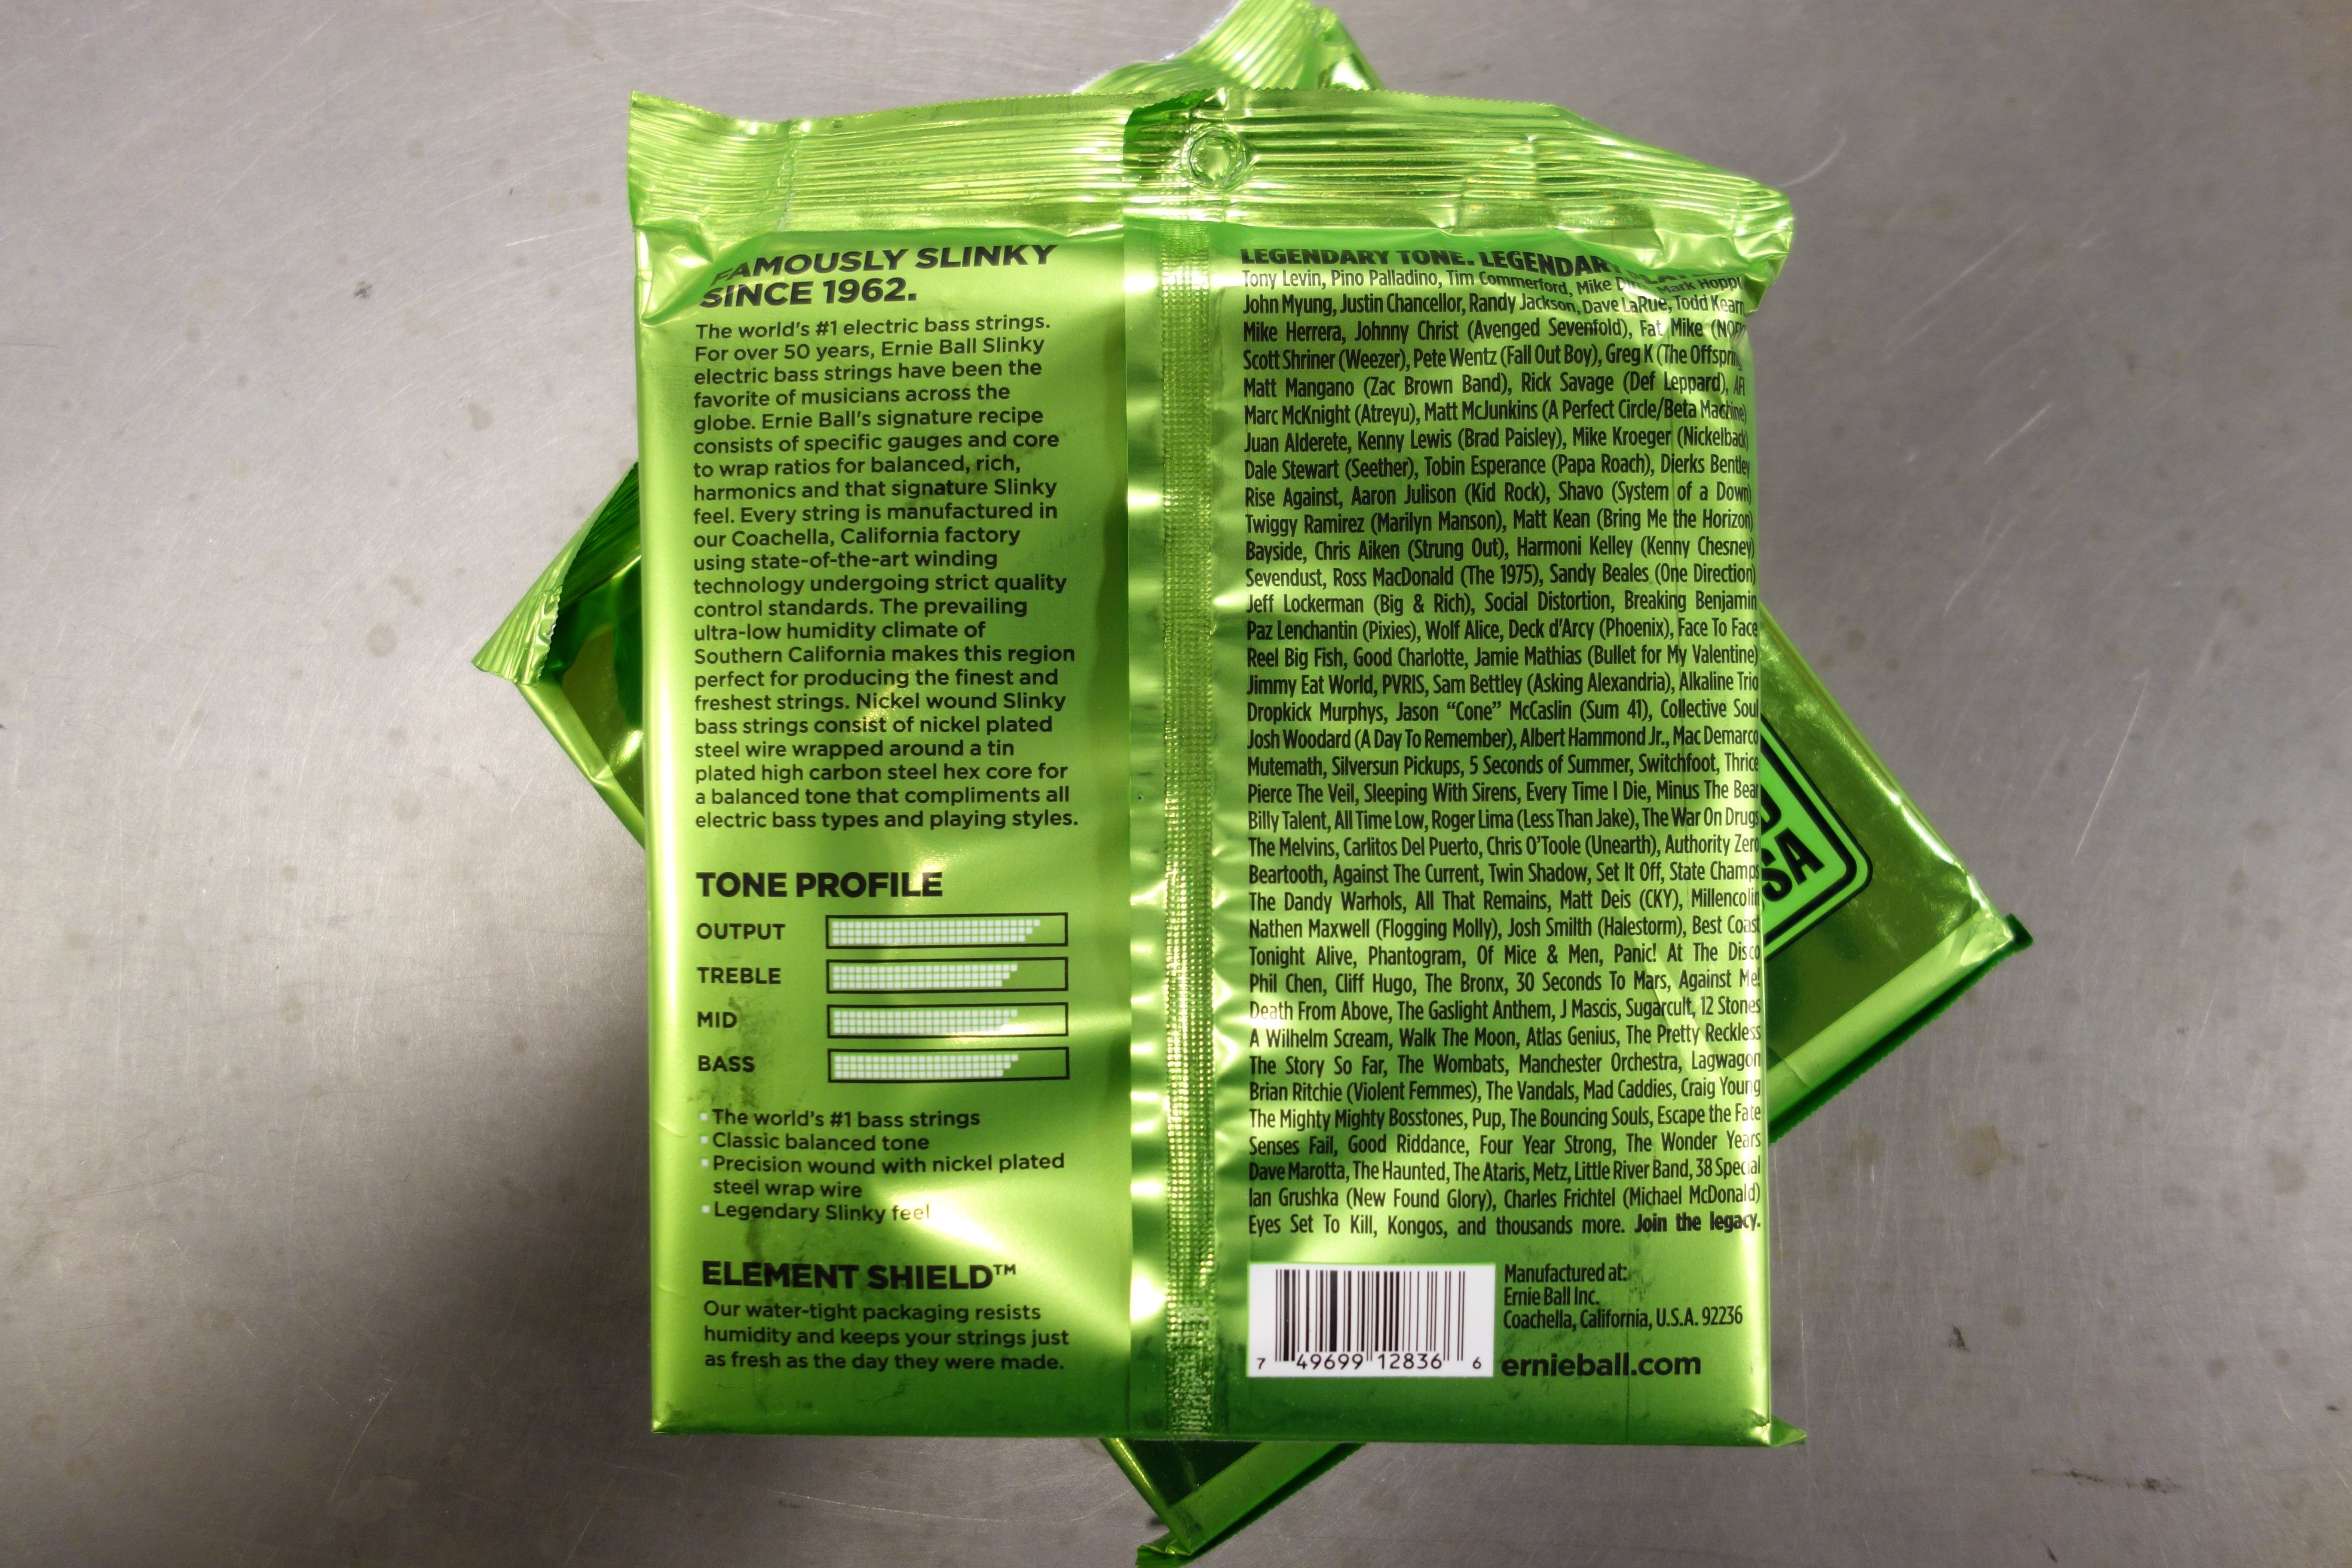 FAMOUSLY SLINKY
SINCE 1962.
The world's #1 electric bass strings.
For over 50 years, Ernie Ball Slinky
electric bass strings have been the
favorite of musicians across the
globe. Ernie Ball's signature recipe
consists of specific gauges and core
to wrap ratios for balanced, rich,
harmonics and that signature Slinky
feel. Every string is manufactured in
our Coachella, California factory
using state-of-the-art winding
technology undergoing strict quality
control standards. The prevailing
ultra-low humidity climate of
Southern California makes this region
perfect for producing the finest and
freshest strings. Nickel wound Slinky
bass strings consist of nickel plated
steel wire wrapped around a tin
plated high carbon steel hex core for
a balanced tone that compliments all
electric bass types and playing styles.
TONE PROFILE
OUTPUT
TREBLE
MID
BASS
The world's #1 bass strings
Classic balanced tone
Precision wound with nickel plated
steel wrap wire
Legendary Slinky feel
ELEMENT SHIELD™
Our water-tight packaging resists
humidity and keeps your strings just
as fresh as the day they were made.
LEGENDARY TONE. LEGENDARY
Tony Levin, Pino Palladino, Tim Commerford, Mike Mark
John Myung, Justin Chancellor, Randy Jackson, Dave LaRue, Todd
Mike Herrera, Johnny Christ (Avenged Sevenfold), Fat Mike
Scott Shriner (Weezer), Pete Wentz (Fall Out Boy), Greg K (The
Matt Mangano (Zac Brown Band), Rick Savage (Def Leppard), AFI
Marc McKnight (Atreyu), Matt McJunkins (A Perfect Circle/Beta Machine)
Juan Alderete, Kenny Lewis (Brad Paisley), Mike Kroeger (Nickelback)
Dale Stewart (Seether), Tobin Esperance (Papa Roach), Dierks Bentley
Rise Against, Aaron Julison (Kid Rock), Shavo (System of a Down)
Twiggy Ramirez (Marilyn Manson), Matt Kean (Bring Me the Horizon)
Bayside, Chris Aiken (Strung Out), Harmoni Kelley (Kenny Chesney)
Sevendust, Ross MacDonald (The 1975), Sandy Beales (One Direction)
Jeff Lockerman (Big & Rich), Social Distortion, Breaking Benjamin
Paz Lenchantin (Pixies), Wolf Alice, Deck d'Arcy (Phoenix), Face To Face
Reel Big Fish, Good Charlotte, Jamie Mathias (Bullet for My Valentine)
Jimmy Eat World, PVRIS, Sam Bettley (Asking Alexandria), Alkaline Trio
Dropkick Murphys, Jason “Cone” McCaslin (Sum 41), Collective Soul
Josh Woodard (A Day To Remember), Albert Hammond Jr., Mac Demarco
Mutemath, Silversun Pickups, 5 Seconds of Summer, Switchfoot, Thrice
Pierce The Veil, Sleeping With Sirens, Every Time I Die, Minus The Bear
Billy Talent, All Time Low, Roger Lima (Less Than Jake), The War On Drugs
The Melvins, Carlitos Del Puerto, Chris O'Toole (Unearth), Authority Zero
Beartooth, Against The Current, Twin Shadow, Set It Off, State Champs
The Dandy Warhols, All That Remains, Matt Deis (CKY), Millencolin
Nathen Maxwell (Flogging Molly), Josh Smilth (Halestorm), Best Coast
Tonight Alive, Phantogram, Of Mice & Men, Panic! At The Disco
Phil Chen, Cliff Hugo, The Bronx, 30 Seconds To Mars, Against Me!
Death From Above, The Gaslight Anthem, J Mascis, Sugarcult, 12 Stones
A Wilhelm Scream, Walk The Moon, Atlas Genius, The Pretty Reckless
The Story So Far, The Wombats, Manchester Orchestra, Lagwagon
Brian Ritchie (Violent Femmes), The Vandals, Mad Caddies, Craig Young
The Mighty Mighty Bosstones, Pup, The Bouncing Souls, Escape the Fate
Senses Fail, Good Riddance, Four Year Strong, The Wonder Years
Dave Marotta, The Haunted, The Ataris, Metz, Little River Band, 38 Special
Ian Grushka (New Found Glory), Charles Frichtel (Michael McDonald)
Eyes Set To Kill, Kongos, and thousands more. Join the legacy.
7 49699 12836 6
Manufactured at:
Ernie Ball Inc.
Coachella, California, U.S.A. 92236
ernieball.com